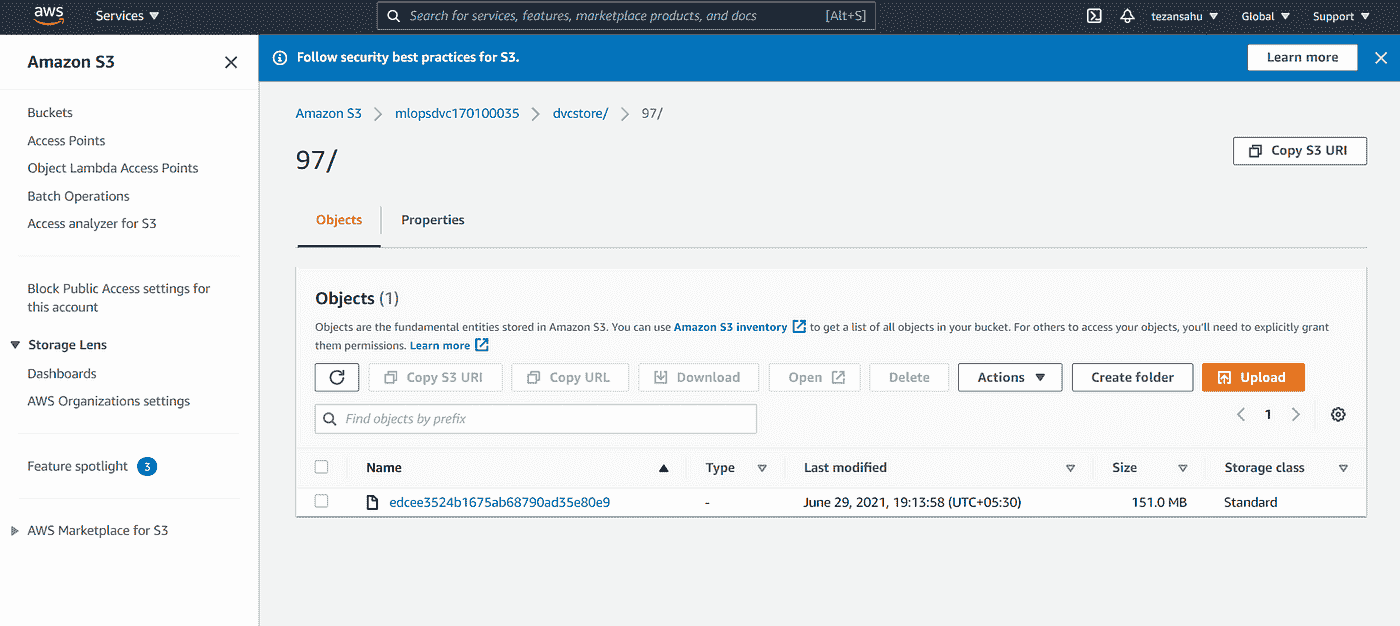 aws Services ▼ Search for services, features, marketplace products, and docs [Alt+S] tezansahu ▼ Global ▼ Support ▼
Amazon S3
Buckets
Access Points
Object Lambda Access Points
Batch Operations
Access analyzer for S3
Block Public Access settings for
this account
Storage Lens
Dashboards
AWS Organizations settings
Feature spotlight 3
AWS Marketplace for S3
Follow security best practices for S3. Learn more
Amazon S3 > mlopsdvc170100035 > dvcstore/ > 97/
97/
Copy S3 URI
Objects Properties
Objects (1)
Objects are the fundamental entities stored in Amazon S3. You can use Amazon S3 inventory to get a list of all objects in your bucket. For others to access your objects, you'll need to explicitly grant
them permissions. Learn more
Copy S3 URI Copy URL Download Open Delete Actions ▼ Create folder Upload
Find objects by prefix
1
Name Type Last modified Size Storage class
edcee3524b1675ab68790ad35e80e9 - June 29, 2021, 19:13:58 (UTC+05:30) 151.0 MB Standard